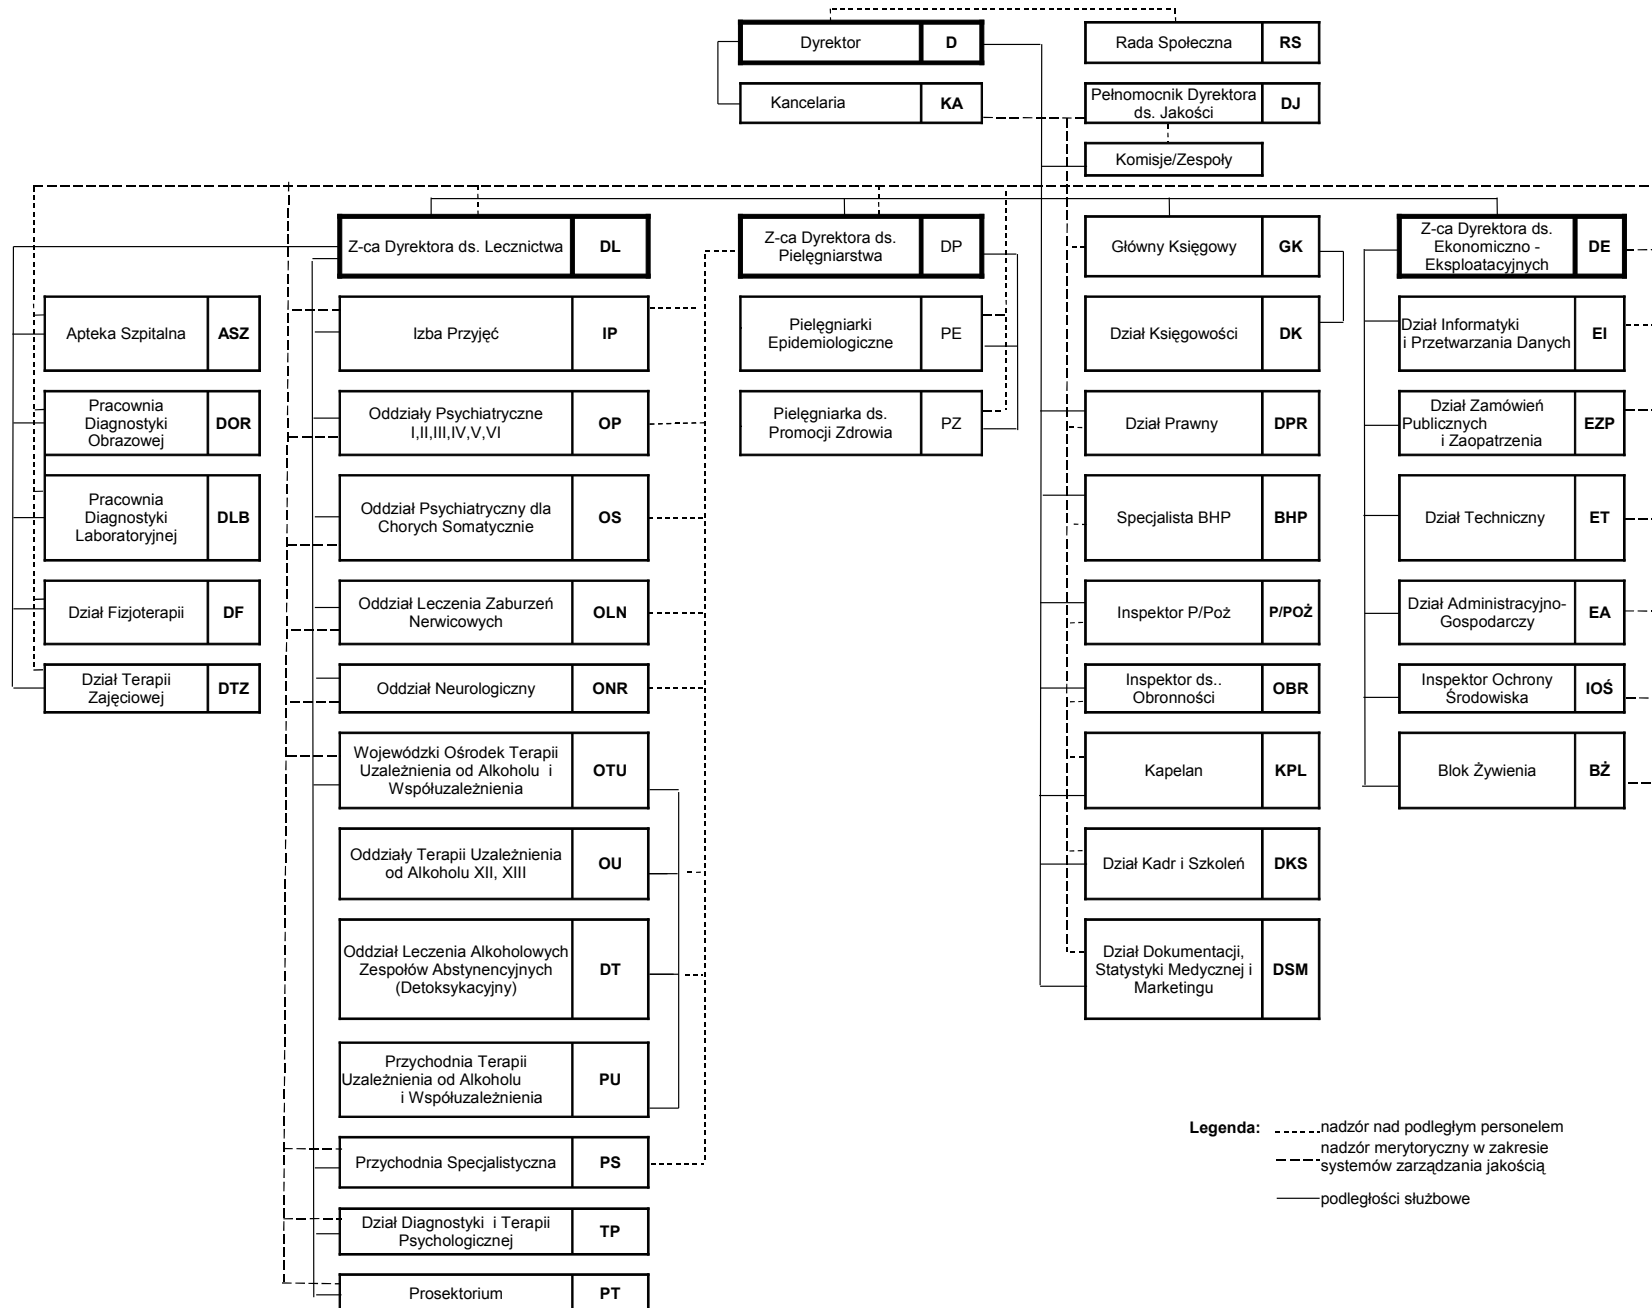 Dyrektor D
Rada Społeczna RS
Kancelaria KA
Pełnomocnik Dyrektora
ds. Jakości DJ
Komisje/Zespoły
Z-ca Dyrektora ds. Lecznictwa DL
Z-ca Dyrektora ds.
Pielęgniarstwa DP
Główny Księgowy GK
Z-ca Dyrektora ds.
Ekonomiczno -
Eksploatacyjnych DE
Apteka Szpitalna ASZ
Izba Przyjęć IP
Pielęgniarki
Epidemiologiczne PE
Dział Księgowości DK
Dział Informatyki
i Przetwarzania Danych EI
Pracownia
Diagnostyki
Obrazowej DOR
Oddziały Psychiatryczne
I,II,III,IV,V,VI OP
Pielęgniarka ds.
Promocji Zdrowia PZ
Dział Prawny DPR
Dział Zamówień
Publicznych
i Zaopatrzenia EZP
Pracownia
Diagnostyki
Laboratoryjnej DLB
Oddział Psychiatryczny dla
Chorych Somatycznie OS
Specjalista BHP BHP
Dział Techniczny ET
Dział Fizjoterapii DF
Oddział Leczenia Zaburzeń
Nerwicowych OLN
Inspektor P/Poż P/POŻ
Dział Administracyjno-
Gospodarczy EA
Dział Terapii
Zajęciowej DTZ
Oddział Neurologiczny ONR
Inspektor ds..
Obronności OBR
Inspektor Ochrony
Środowiska IOŚ
Wojewódzki Ośrodek Terapii
Uzależnienia od Alkoholu i
Współuzależnienia OTU
Kapelan KPL
Blok Żywienia BŻ
Oddziały Terapii Uzależnienia
od Alkoholu XII, XIII OU
Dział Kadr i Szkoleń DKS
Oddział Leczenia Alkoholowych
Zespołów Abstynencyjnych
(Detoksykacyjny) DT
Dział Dokumentacji,
Statystyki Medycznej i
Marketingu DSM
Przychodnia Terapii
Uzależnienia od Alkoholu
i Współuzależnienia PU
Legenda: nadzór nad podległym personelem
nadzór merytoryczny w zakresie
systemów zarządzania jakością
podległości służbowe
Przychodnia Specjalistyczna PS
Dział Diagnostyki i Terapii
Psychologicznej TP
Prosektorium PT